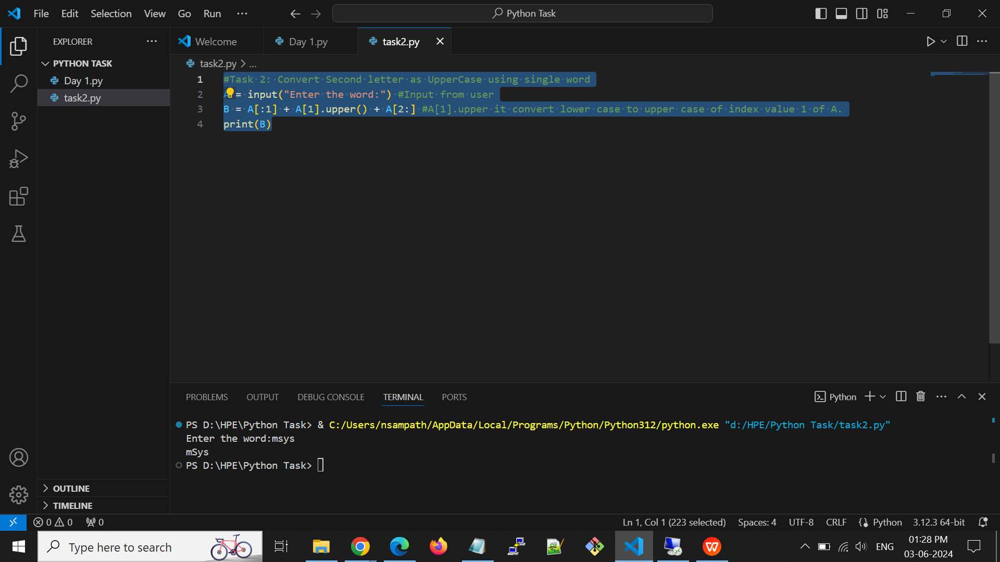 File Edit Selection View Go Run ··· Python Task
EXPLORER ···
PYTHON TASK
Day 1.py
task2.py
Welcome Day 1.py task2.py
task2.py > ...
1 #Task 2: Convert Second letter as UpperCase using single word
2 A = input("Enter the word:") #Input from user
3 B = A[:1] + A[1].upper() + A[2:] #A[1].upper it convert lower case to upper case of index value 1 of A.
4 print(B)
PROBLEMS OUTPUT DEBUG CONSOLE TERMINAL PORTS Python
PS D:\HPE\Python Task> & C:/Users/nsampath/AppData/Local/Programs/Python/Python312/python.exe "d:/HPE/Python Task/task2.py"
Enter the word:msys
mSys
PS D:\HPE\Python Task>
OUTLINE
TIMELINE
0 0 0 Ln 1, Col 1 (223 selected) Spaces: 4 UTF-8 CRLF Python 3.12.3 64-bit
Type here to search ENG 01:28 PM
03-06-2024